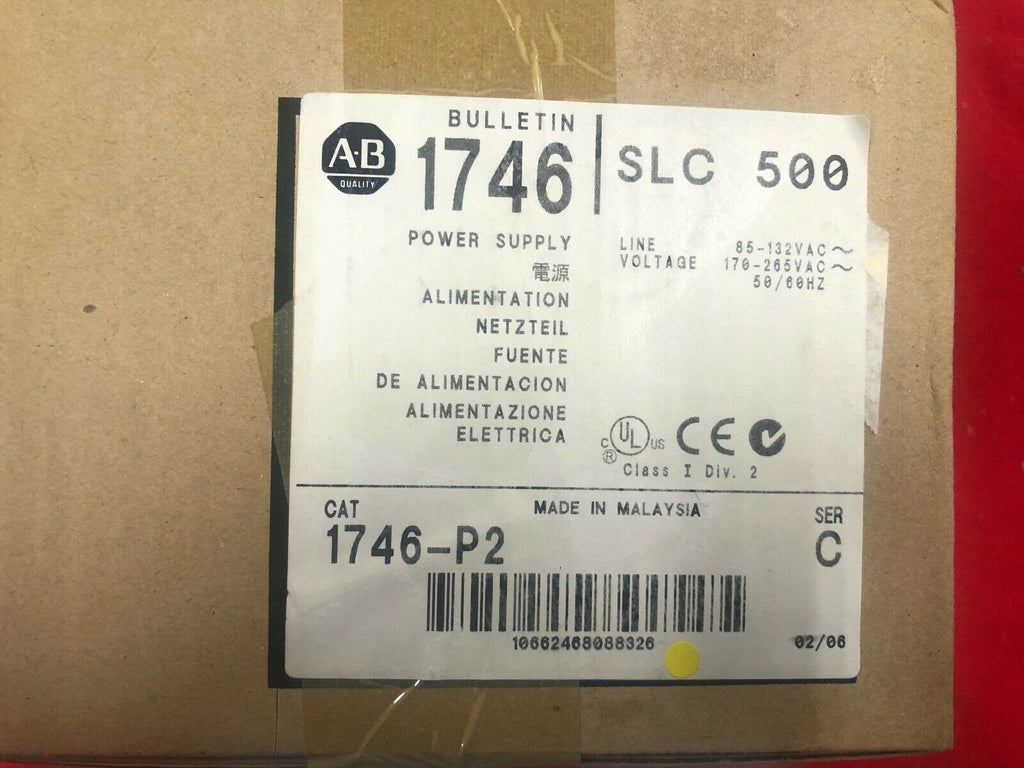 A·B
QUALITY
BULLETIN
1746
SLC 500
POWER SUPPLY
電源
ALIMENTATION
NETZTEIL
FUENTE
DE ALIMENTACION
ALIMENTAZIONE
ELETTRICA
LINE 85-132VAC～
VOLTAGE 170-265VAC～
50/60HZ
C UL US CE
®
Class I Div. 2
CAT
1746-P2
MADE IN MALAYSIA
SER
C
10662468088326
02/06